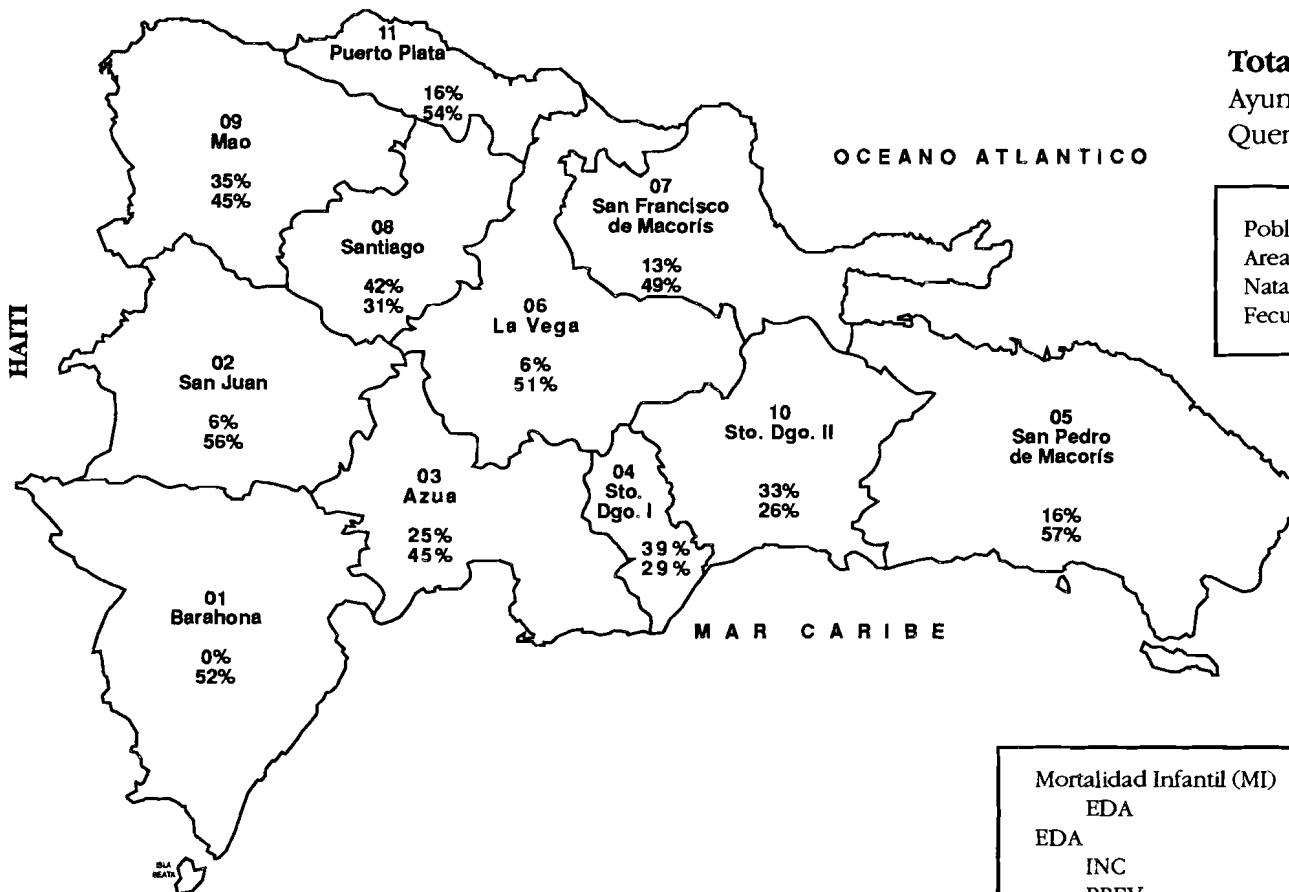 11
Puerto Plata
16%
54%
09
Mao
35%
45%
08
Santiago
42%
31%
07
San Francisco
de Macorís
13%
49%
OCEANO ATLANTICO
HAITI
02
San Juan
6%
56%
06
La Vega
6%
51%
10
Sto. Dgo. II
33%
26%
05
San Pedro
de Macorís
16%
57%
03
Azua
25%
45%
04
Sto.
Dgo. I
39%
29%
01
Barahona
0%
52%
MAR CARIBE
ISLA
BEATA
Tota
Ayun
Quer
Pobl
Area
Nata
Fecu
Mortalidad Infantil (MI)
EDA
EDA
INC